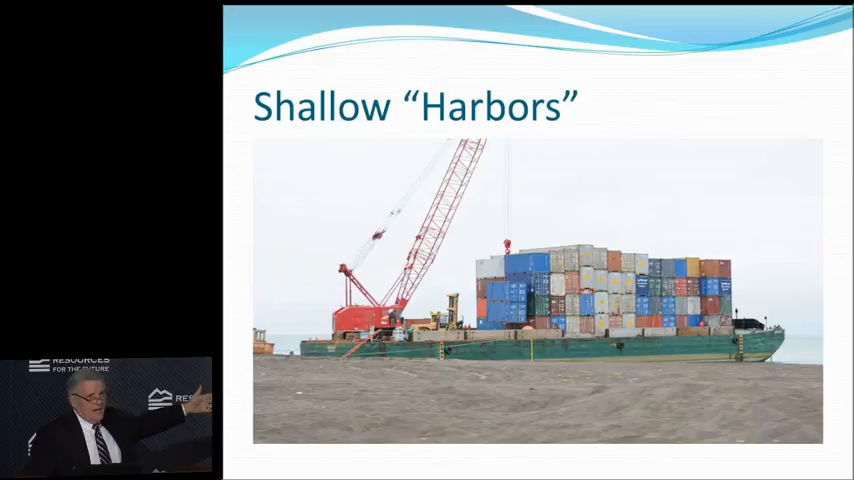 Shallow “Harbors”
RESOURCES
FOR THE FUTURE
RES